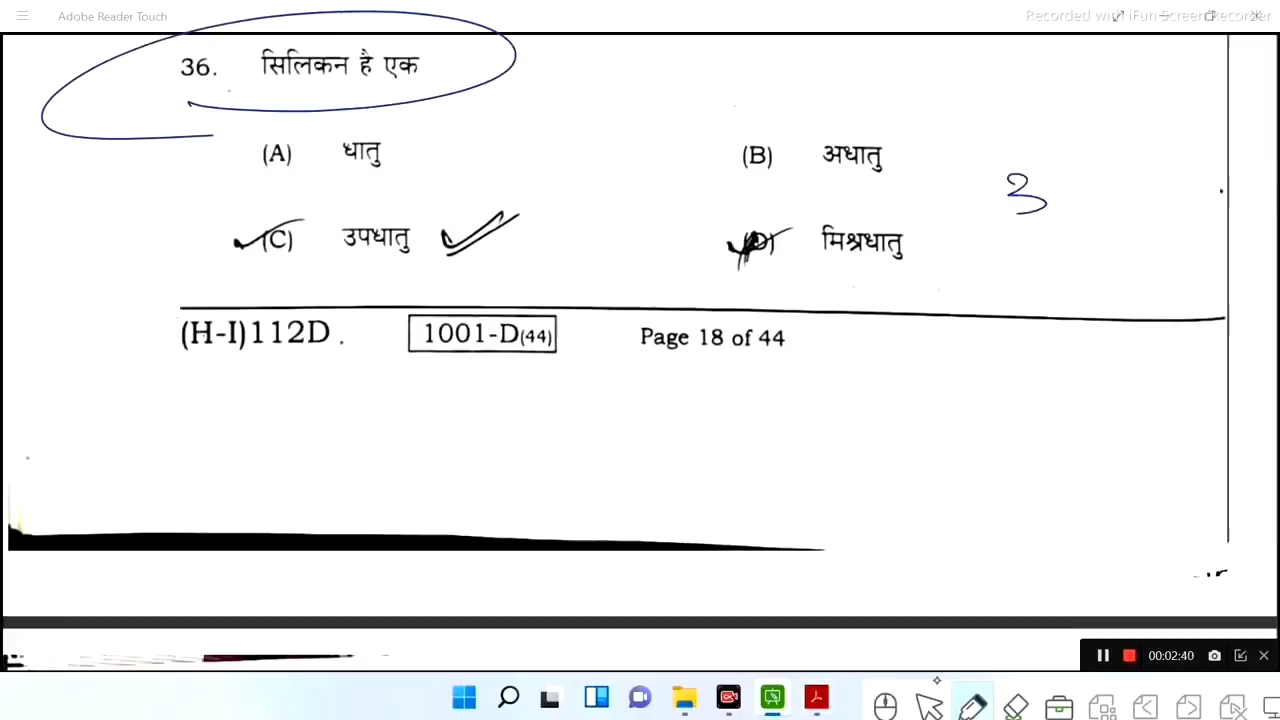 Adobe Reader Touch
Recorded with iFun Screen Recorder
36. सिलिकन है एक
(A) धातु
(B) अधातु
3
(C) उपधातु
(D) मिश्रधातु
(H-I)112D .
1001-D(44)
Page 18 of 44
00:02:40